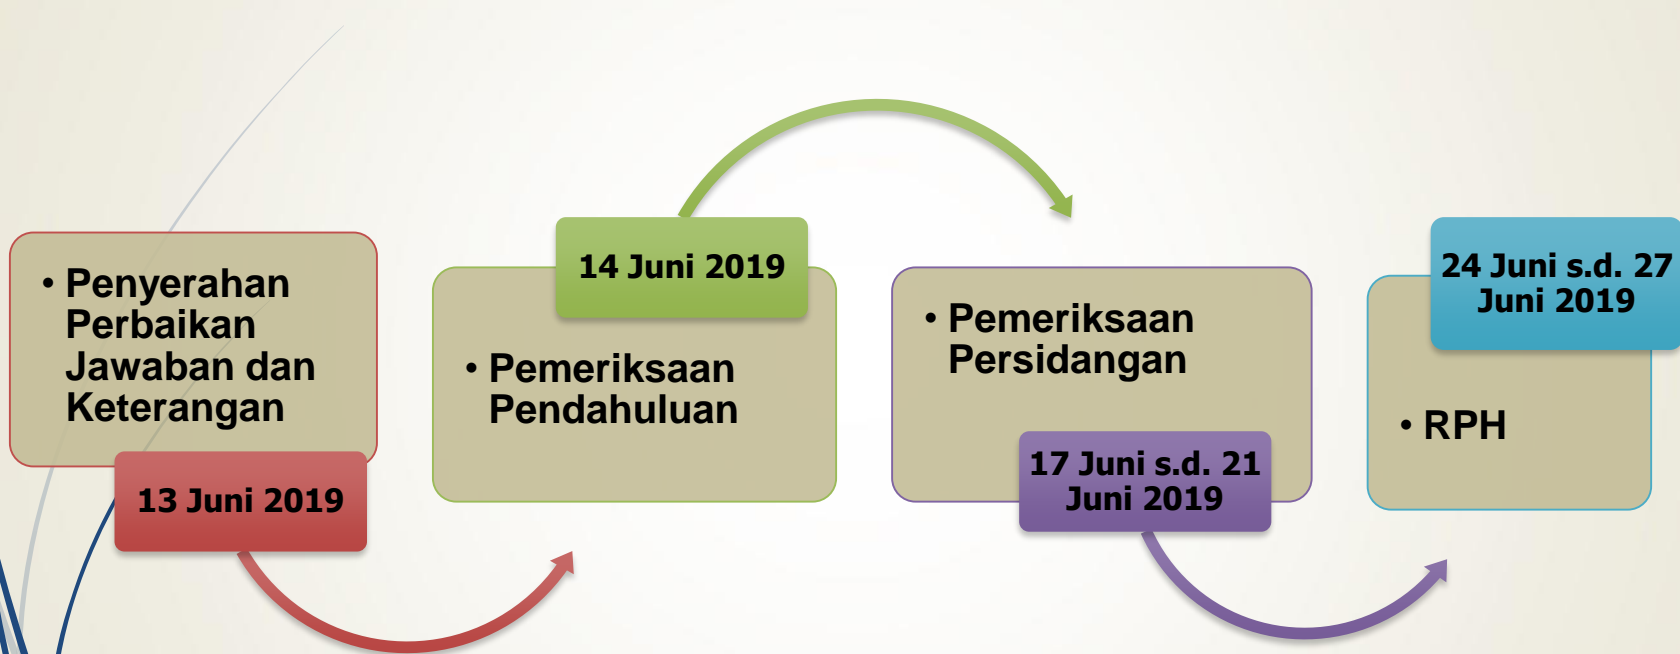 • Penyerahan
Perbaikan
Jawaban dan
Keterangan
13 Juni 2019
14 Juni 2019
• Pemeriksaan
Pendahuluan
• Pemeriksaan
Persidangan
17 Juni s.d. 21
Juni 2019
24 Juni s.d. 27
Juni 2019
• RPH